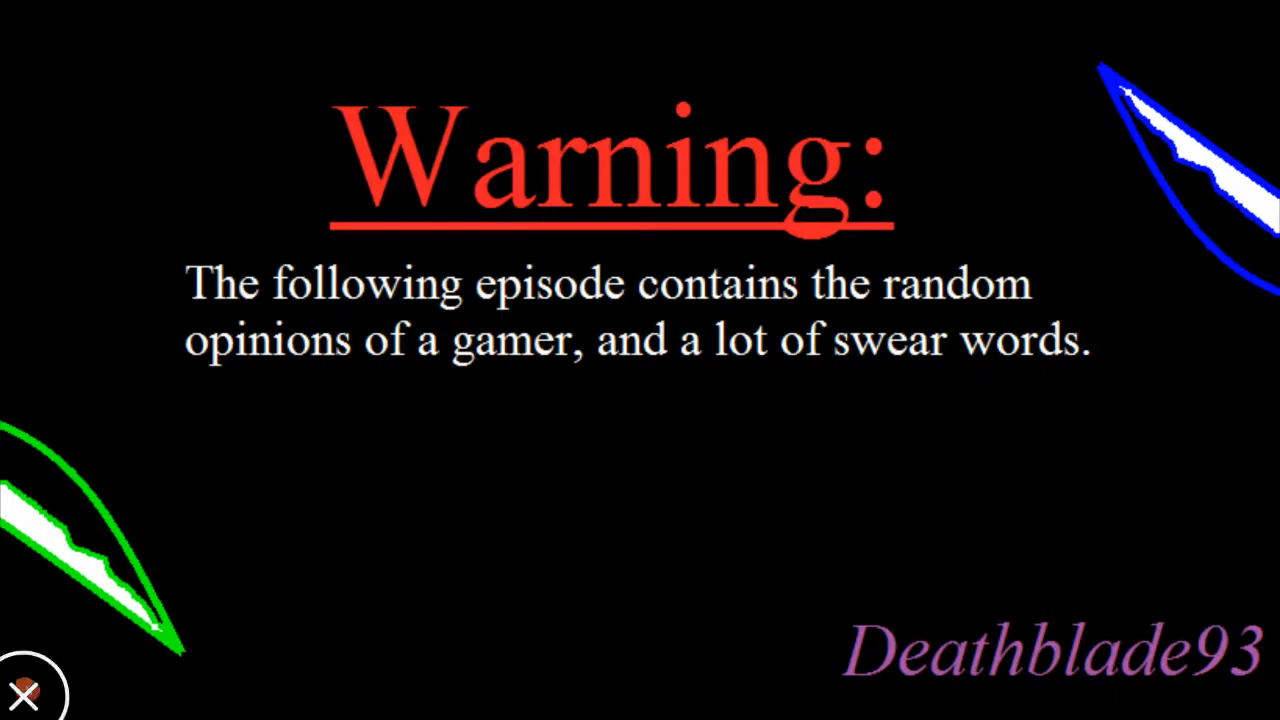 Warning:
The following episode contains the random
opinions of a gamer, and a lot of swear words.
Deathblade93